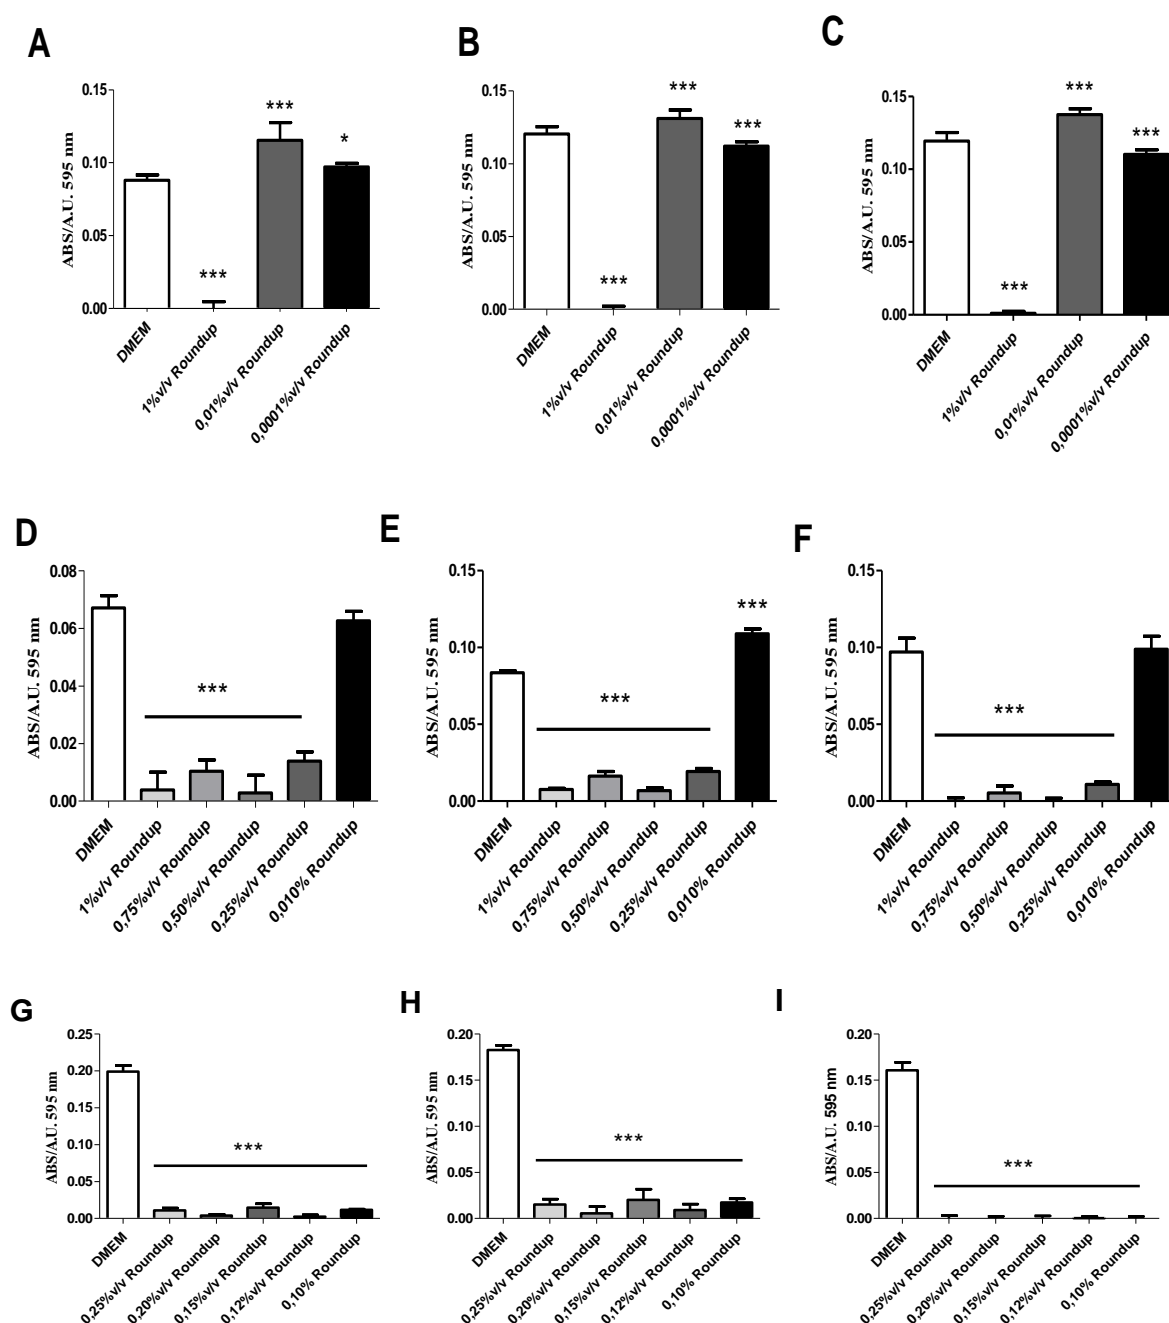 A
ABS/A.U. 595 nm
0.15
0.10
0.05
0.00
***
***
*
DMEM
1%v/v Roundup
0,01%v/v Roundup
0,0001%v/v Roundup
B
ABS/A.U. 595 nm
0.15
0.10
0.05
0.00
***
***
***
DMEM
1%v/v Roundup
0,01%v/v Roundup
0,0001%v/v Roundup
C
ABS/A.U. 595 nm
0.15
0.10
0.05
0.00
***
***
***
DMEM
1%v/v Roundup
0,01%v/v Roundup
0,0001%v/v Roundup
D
ABS/A.U. 595 nm
0.08
0.06
0.04
0.02
0.00
***
DMEM
1%v/v Roundup
0,75%v/v Roundup
0,50%v/v Roundup
0,25%v/v Roundup
0,010% Roundup
E
ABS/A.U. 595 nm
0.15
0.10
0.05
0.00
***
***
DMEM
1%v/v Roundup
0,75%v/v Roundup
0,50%v/v Roundup
0,25%v/v Roundup
0,010% Roundup
F
ABS/A.U. 595 nm
0.15
0.10
0.05
0.00
***
DMEM
1%v/v Roundup
0,75%v/v Roundup
0,50%v/v Roundup
0,25%v/v Roundup
0,010% Roundup
G
ABS/A.U. 595 nm
0.25
0.20
0.15
0.10
0.05
0.00
***
DMEM
0,25%v/v Roundup
0,20%v/v Roundup
0,15%v/v Roundup
0,12%v/v Roundup
0,10% Roundup
H
ABS/A.U. 595 nm
0.20
0.15
0.10
0.05
0.00
***
DMEM
0,25%v/v Roundup
0,20%v/v Roundup
0,15%v/v Roundup
0,12%v/v Roundup
0,10% Roundup
I
ABS/A.U. 595 nm
0.20
0.15
0.10
0.05
0.00
***
DMEM
0,25%v/v Roundup
0,20%v/v Roundup
0,15%v/v Roundup
0,12%v/v Roundup
0,10% Roundup